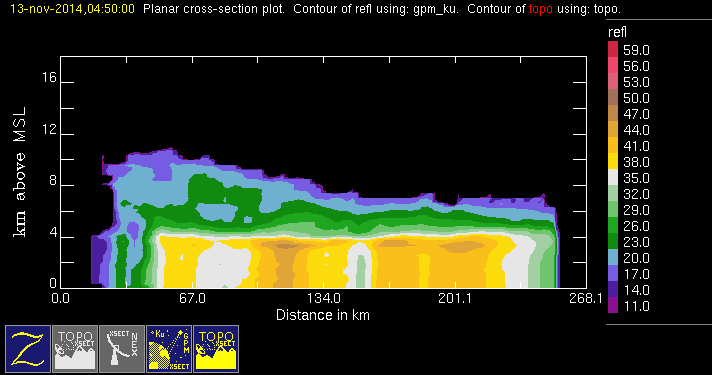 13-nov-2014,04:50:00 Planar cross-section plot. Contour of refl using: gpm_ku. Contour of topo using: topo.
refl
59.0
56.0
53.0
50.0
47.0
44.0
41.0
38.0
35.0
32.0
29.0
26.0
23.0
20.0
17.0
14.0
11.0
km above MSL
16
12
8
4
0
0.0 67.0 134.0 201.1 268.1
Distance in km
Z
TOPO
XSECT
XSECT
Ku
GPM
XSECT
TOPO
XSECT